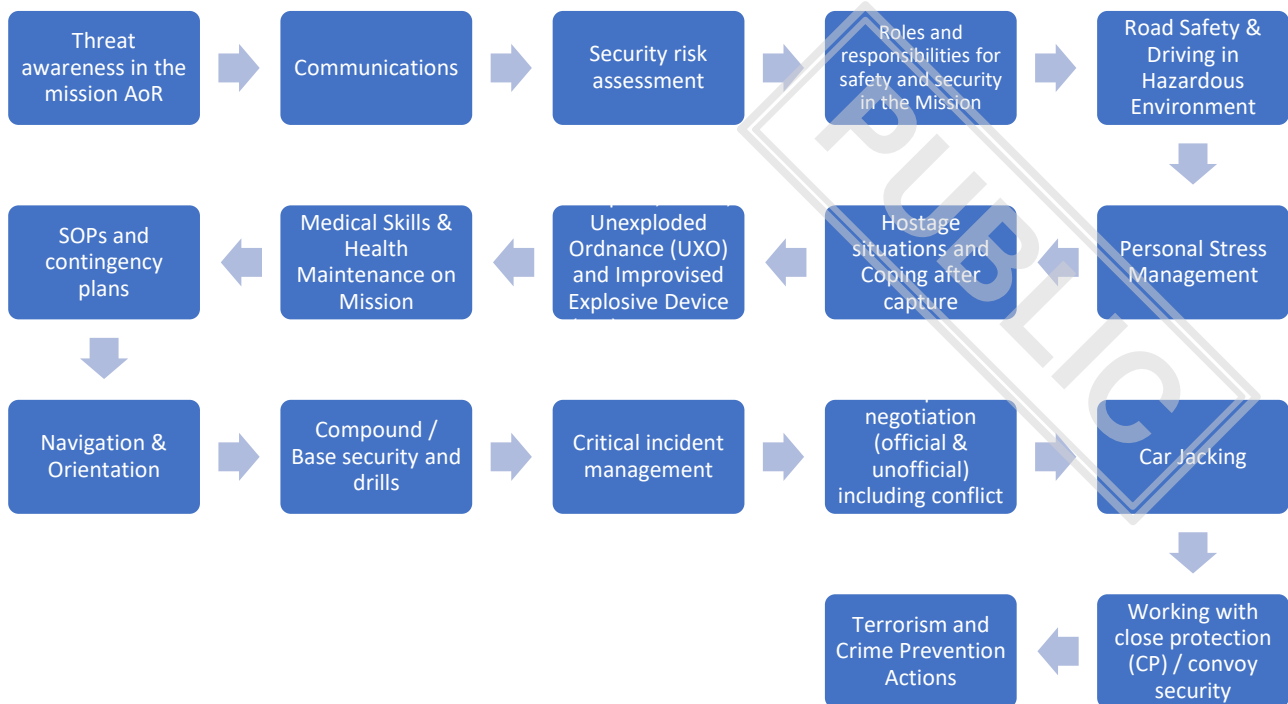 Threat
awareness in the
mission AoR
Communications
Security risk
assessment
Roles and
responsibilities for
safety and security
in the Mission
Road Safety &
Driving in
Hazardous
Environment
Personal Stress
Management
Hostage
situations and
Coping after
capture
Unexploded
Ordnance (UXO)
and Improvised
Explosive Device
Medical Skills &
Health
Maintenance on
Mission
SOPs and
contingency
plans
Navigation &
Orientation
Compound /
Base security and
drills
Critical incident
management
negotiation
(official &
unofficial)
including conflict
Car Jacking
Working with
close protection
(CP) / convoy
security
Terrorism and
Crime Prevention
Actions
PUBLIC